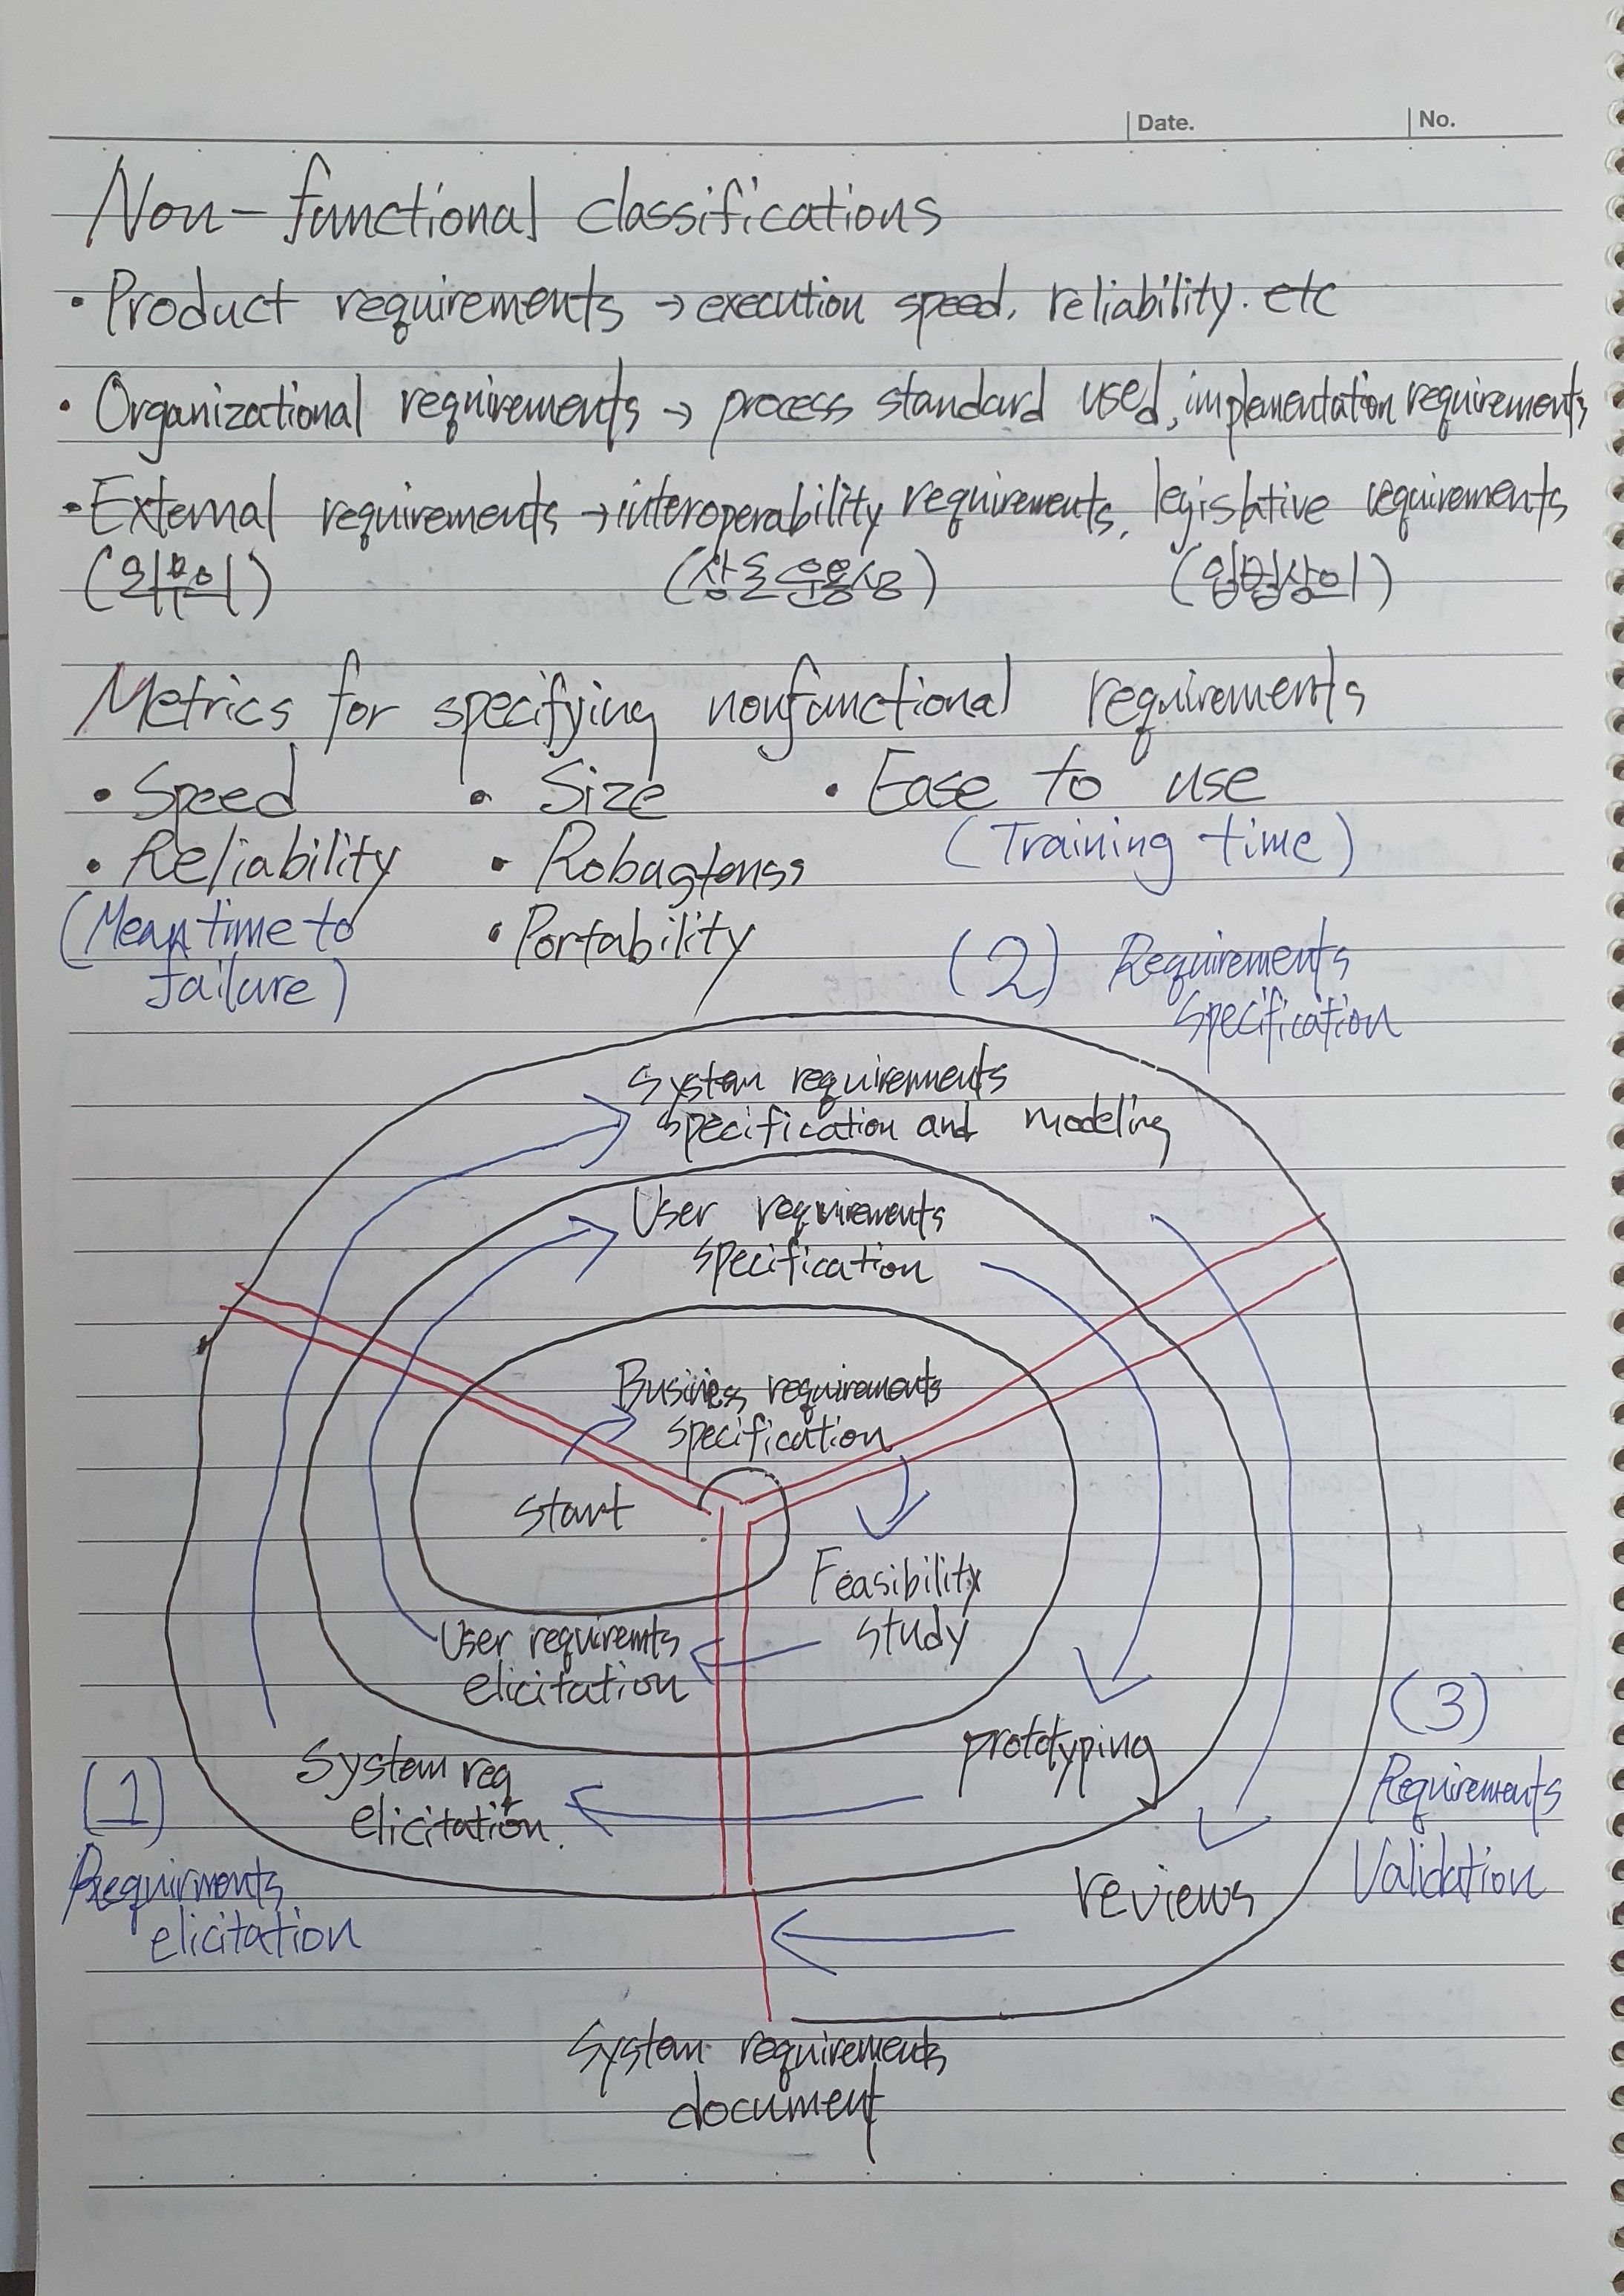 Date.
No.
Non-functional classifications
• Product requirements → execution speed, reliability. etc
• Organizational requirements → process standard used, implementation requirements
• External requirements → interoperability requirements, legislative requirements
(외부의) (상호운용성) (입법상의)
Metrics for specifying nonfunctional requirements
• Speed • Size • Ease to use
(Training time)
• Reliability • Robustenss
(Mean time to
failure)
• Portability
(2) Requirements
specification
System requirements
specification and modeling
User requirements
specification
Business requirements
specification
Start
Feasibility
study
User requiremts
elicitation
prototyping
System req
elicitation.
(3)
Requirements
Validation
(1)
Requirments
elicitation
reviews
System requirements
document